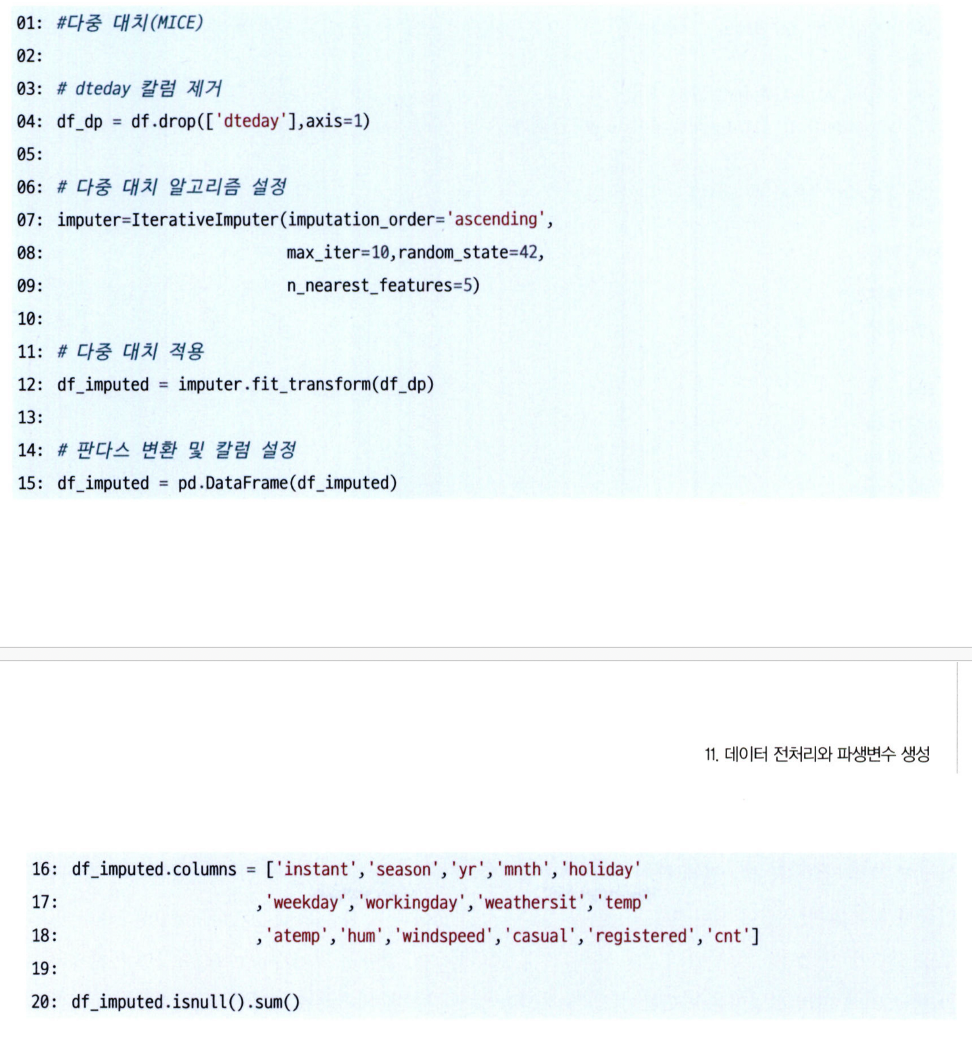 01: #다중 대치(MICE)
02:
03: # dteday 칼럼 제거
04: df_dp = df.drop(['dteday'],axis=1)
05:
06: # 다중 대치 알고리즘 설정
07: imputer=IterativeImputer(imputation_order='ascending',
08: max_iter=10,random_state=42,
09: n_nearest_features=5)
10:
11: # 다중 대치 적용
12: df_imputed = imputer.fit_transform(df_dp)
13:
14: # 판다스 변환 및 칼럼 설정
15: df_imputed = pd.DataFrame(df_imputed)
11. 데이터 전처리와 파생변수 생성
16: df_imputed.columns = ['instant','season','yr','mnth','holiday'
17: ,'weekday','workingday','weathersit','temp'
18: ,'atemp','hum','windspeed','casual','registered','cnt']
19:
20: df_imputed.isnull().sum()